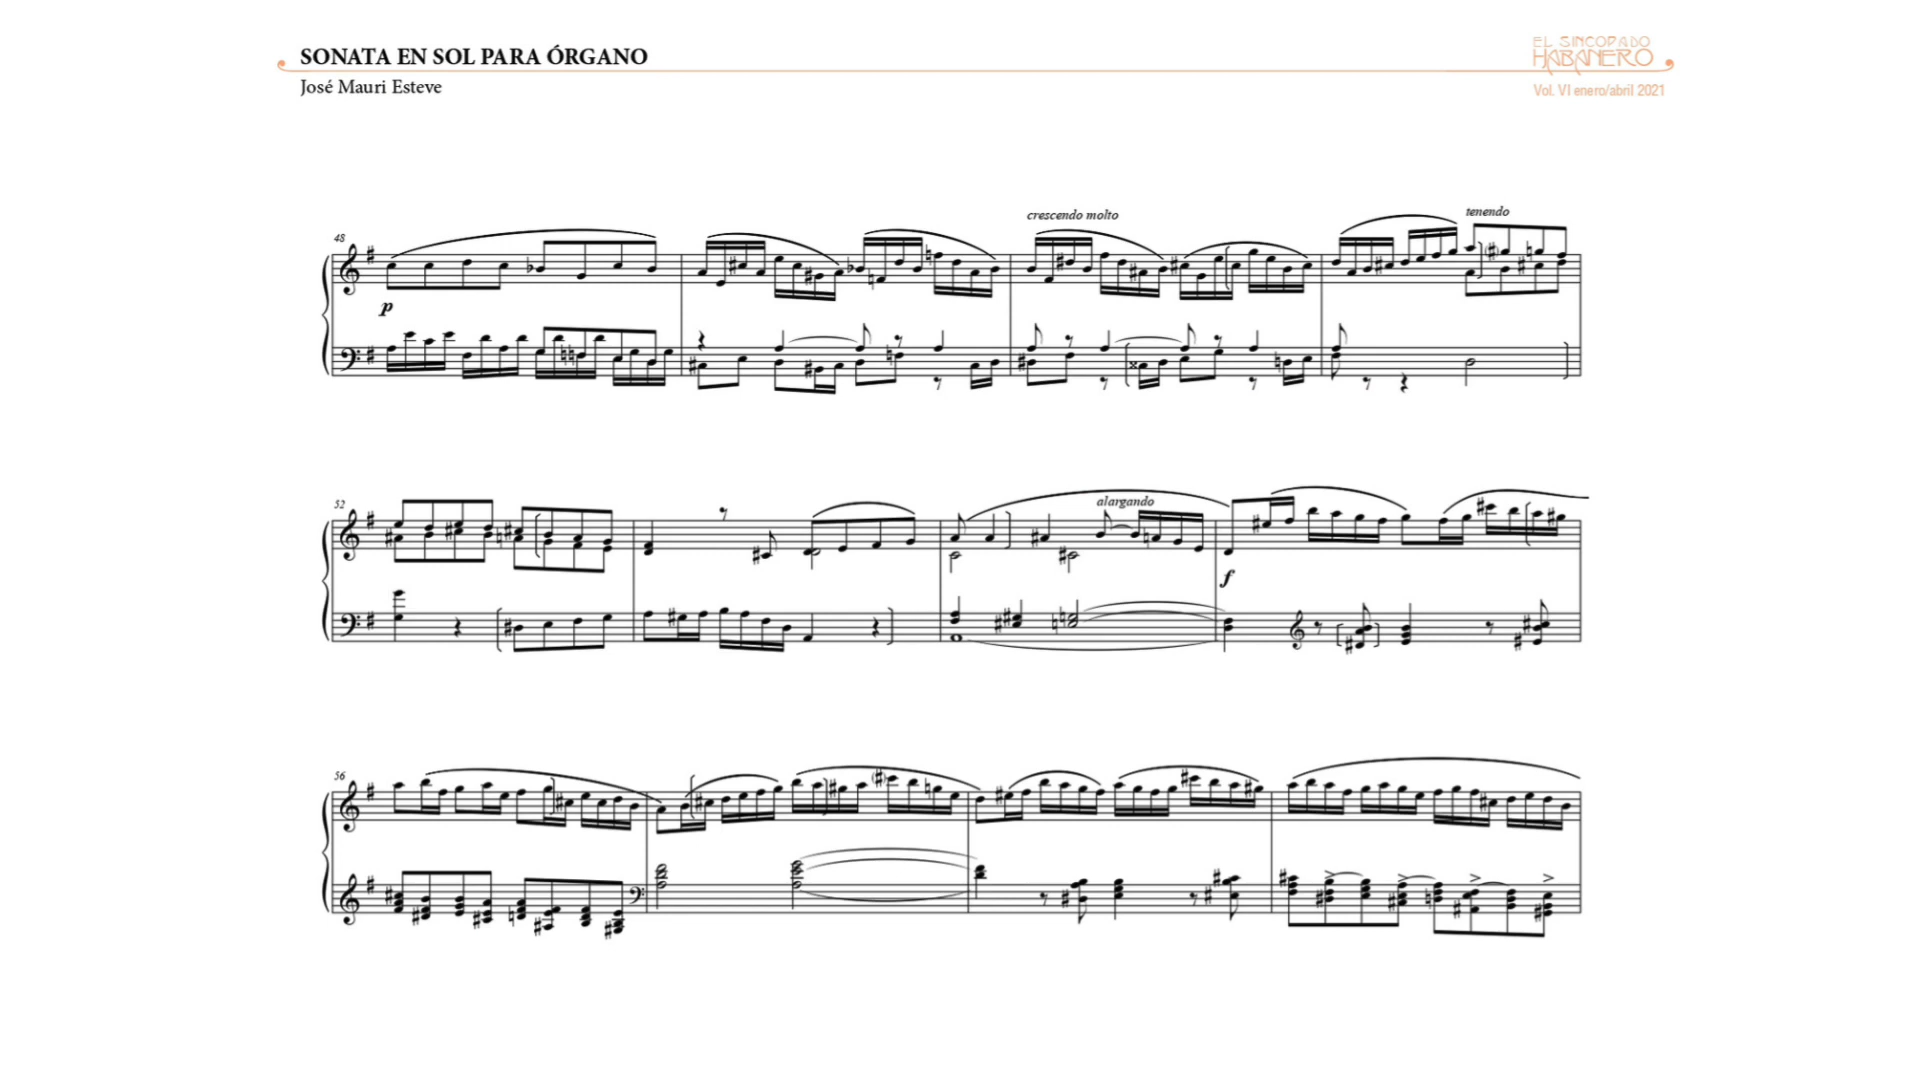 SONATA EN SOL PARA ÓRGANO
José Mauri Esteve
EL SINCOPADO
HABANERO
Vol. VI enero/abril 2021
crescendo molto
tenendo
48
p
52
alargando
f
56